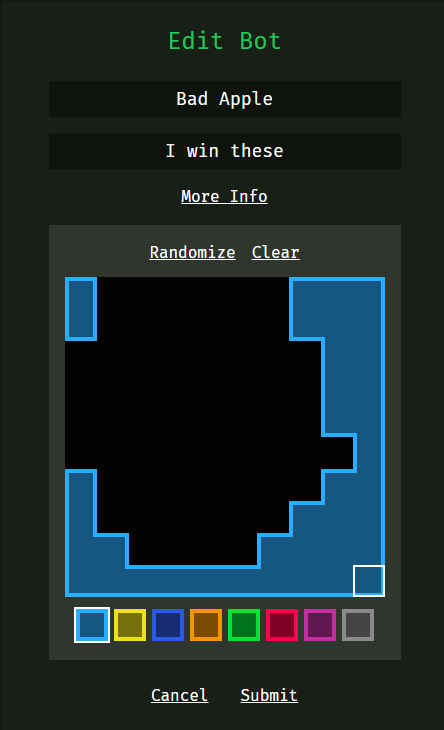 Edit Bot
Bad Apple
I win these
More Info
Randomize Clear
Cancel Submit